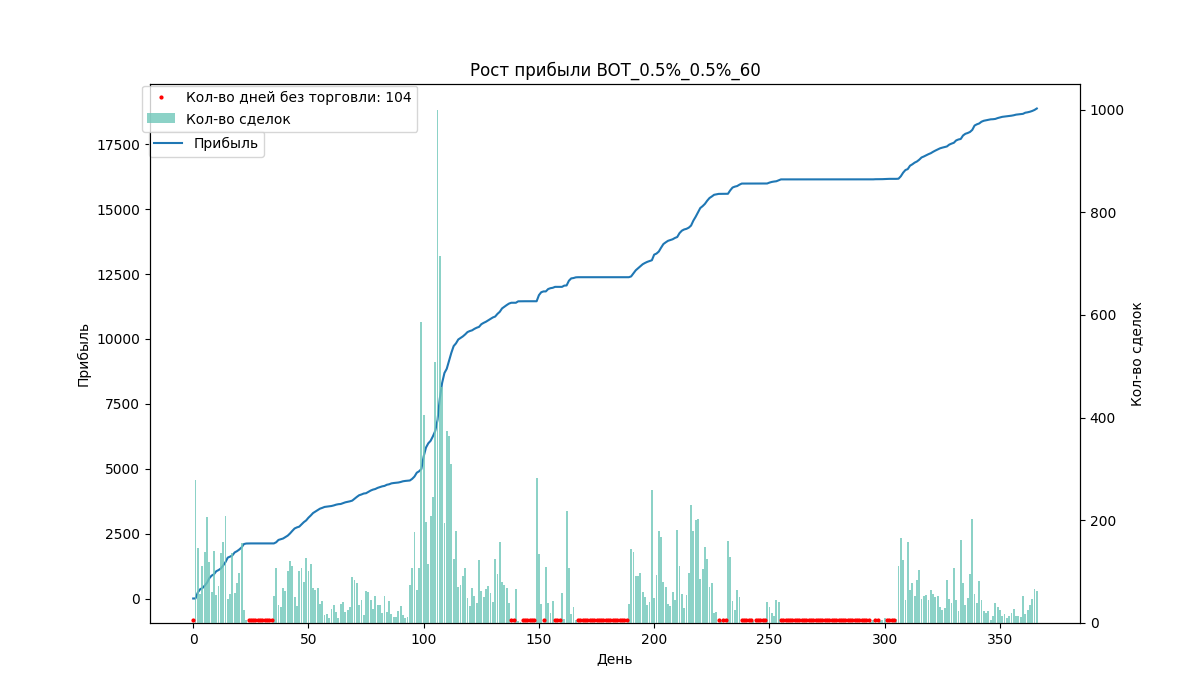 Рост прибыли BOT_0.5%_0.5%_60
Кол-во дней без торговли: 104
Кол-во сделок
Прибыль
17500
15000
12500
10000
7500
5000
2500
0
Прибыль
1000
800
600
400
200
0
Кол-во сделок
0 50 100 150 200 250 300 350
День